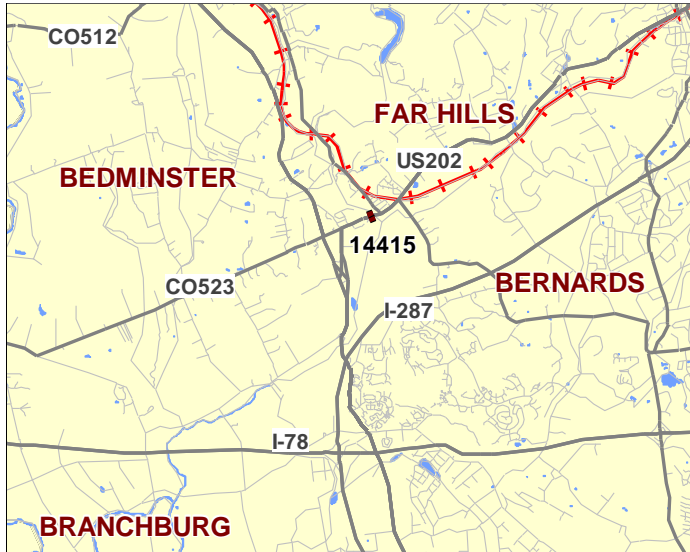 CO512
FAR HILLS
US202
BEDMINSTER
14415
CO523
BERNARDS
I-287
I-78
BRANCHBURG